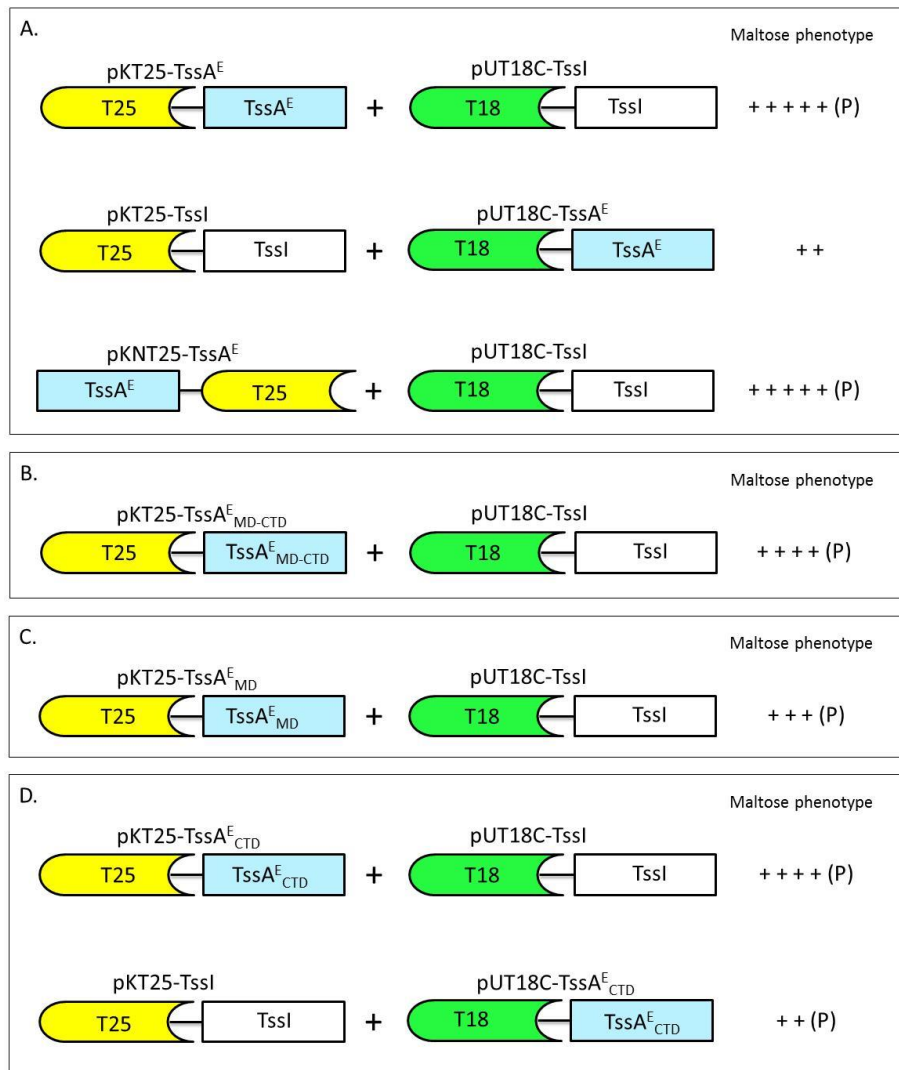 A.
Maltose phenotype
pKT25-TssA^E pUT18C-TssI
T25 TssA^E + T18 TssI + + + + + (P)
pKT25-TssI pUT18C-TssA^E
T25 TssI + T18 TssA^E + +
pKNT25-TssA^E pUT18C-TssI
TssA^E T25 + T18 TssI + + + + + (P)
B.
Maltose phenotype
pKT25-TssA^E_MD-CTD pUT18C-TssI
T25 TssA^E_MD-CTD + T18 TssI + + + + (P)
C.
Maltose phenotype
pKT25-TssA^E_MD pUT18C-TssI
T25 TssA^E_MD + T18 TssI + + + (P)
D.
Maltose phenotype
pKT25-TssA^E_CTD pUT18C-TssI
T25 TssA^E_CTD + T18 TssI + + + + (P)
pKT25-TssI pUT18C-TssA^E_CTD
T25 TssI + T18 TssA^E_CTD + + (P)